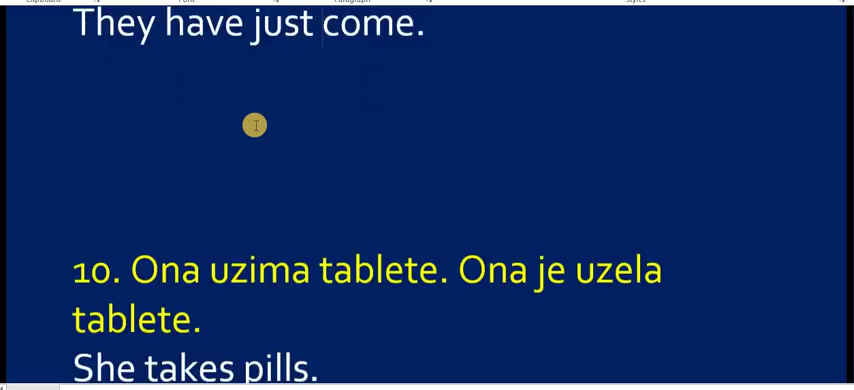 They have just come.
10. Ona uzima tablete. Ona je uzela
tablete.
She takes pills.